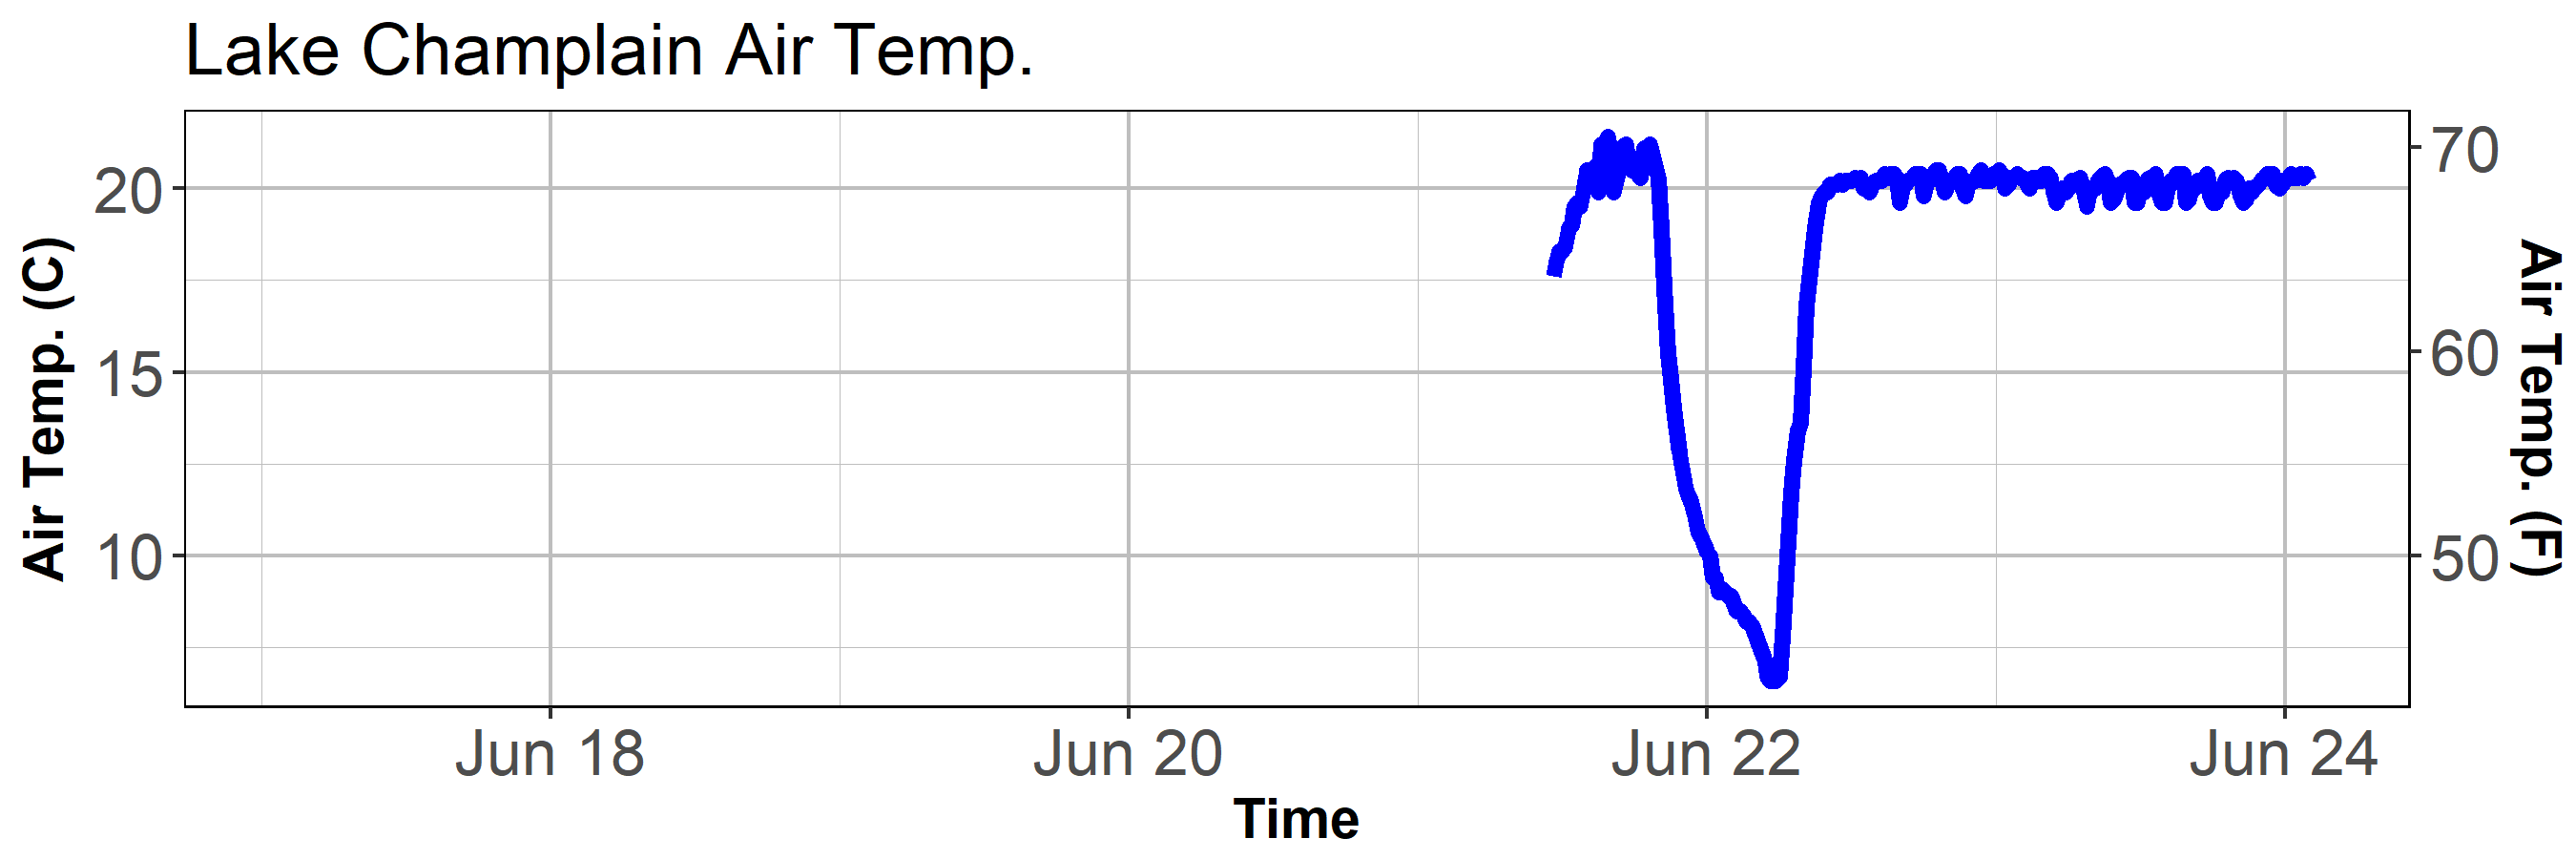 Lake Champlain Air Temp.
Air Temp. (C)
20
15
10
70
60
50
Air Temp. (F)
Jun 18
Jun 20
Jun 22
Jun 24
Time